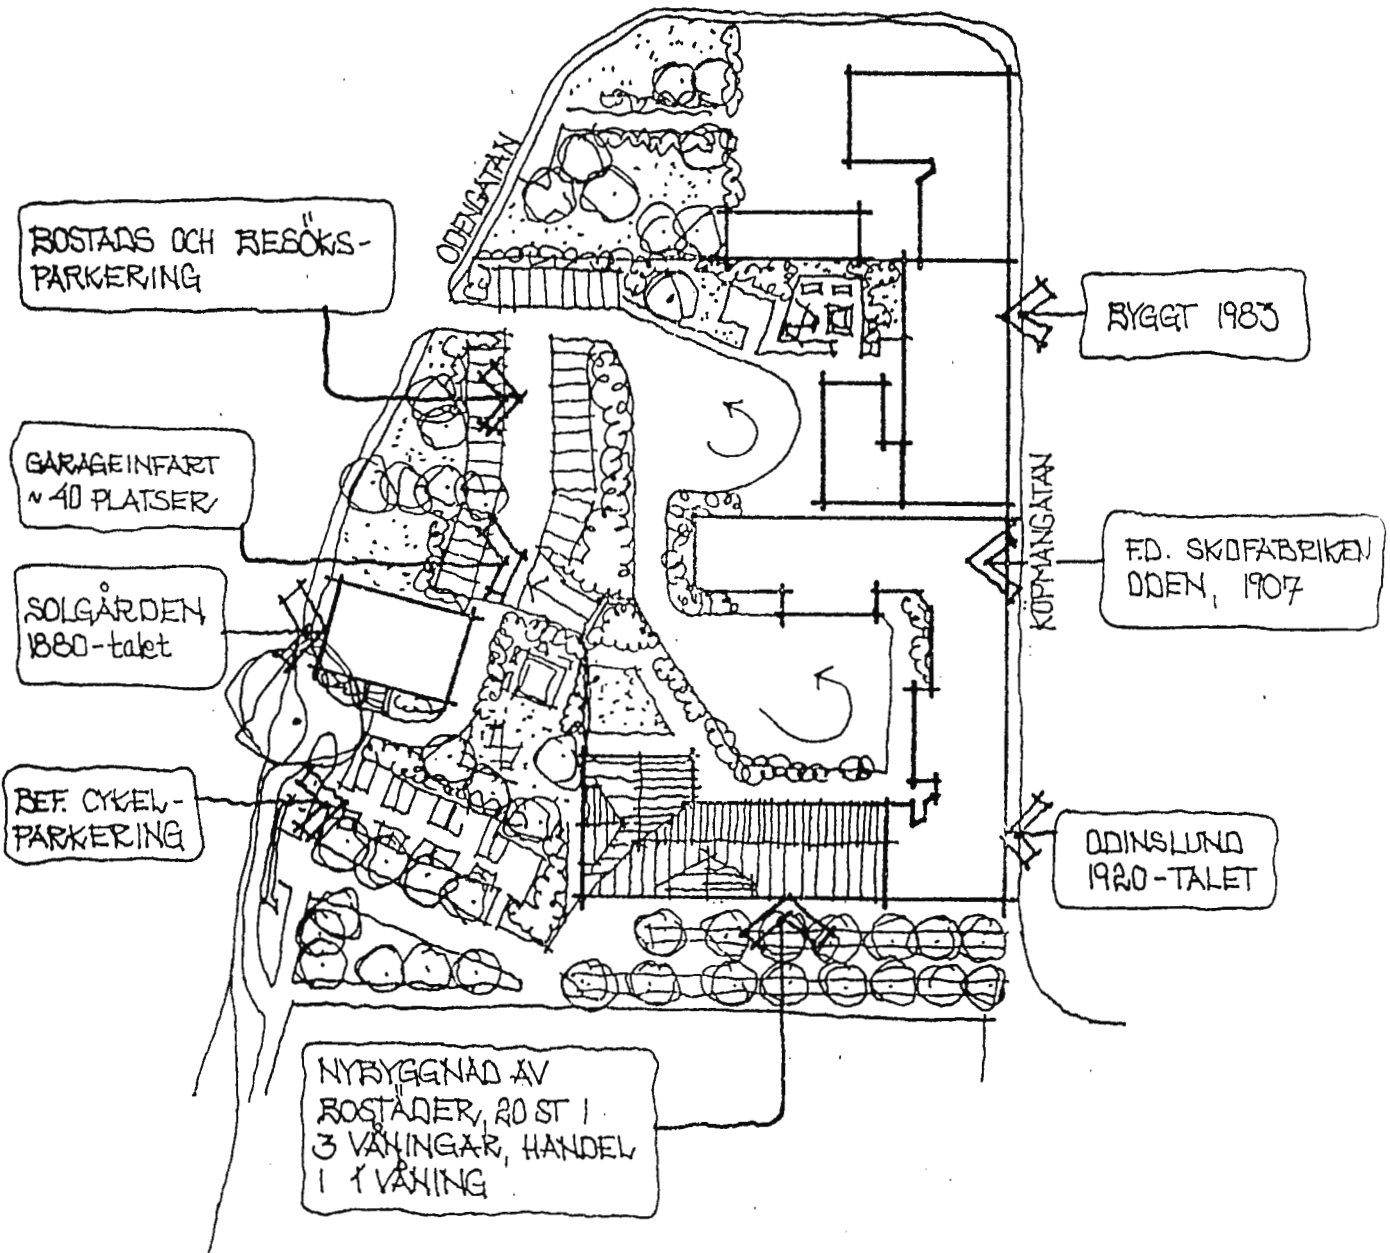 ODENGATAN
BOSTADS OCH BESÖKS-
PARKERING
BYGGT 1983
GARAGEINFART
~ 40 PLATSER
KÖPMANGATAN
F.D. SKOFABRIKEN
ODEN, 1907
SOLGÅRDEN
1880-talet
BEF. CYKEL-
PARKERING
ODINSLUND
1920-TALET
NYBYGGNAD AV
BOSTÄDER, 20 ST I
3 VÅNINGAR, HANDEL
I 1 VÅNING